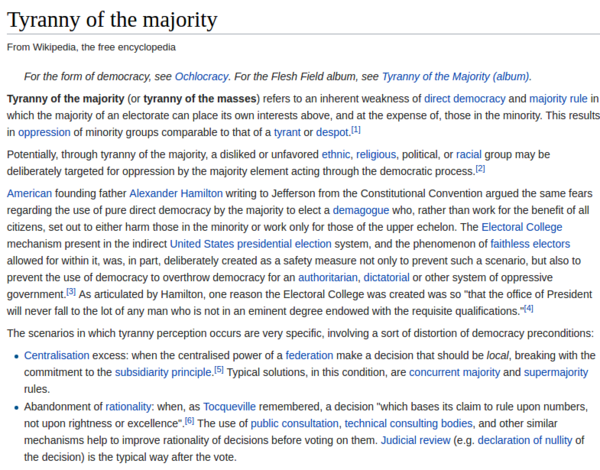 Tyranny of the majority
From Wikipedia, the free encyclopedia
For the form of democracy, see Ochlocracy. For the Flesh Field album, see Tyranny of the Majority (album).
Tyranny of the majority (or tyranny of the masses) refers to an inherent weakness of direct democracy and majority rule in
which the majority of an electorate can place its own interests above, and at the expense of, those in the minority. This results
in oppression of minority groups comparable to that of a tyrant or despot.[1]
Potentially, through tyranny of the majority, a disliked or unfavored ethnic, religious, political, or racial group may be
deliberately targeted for oppression by the majority element acting through the democratic process.[2]
American founding father Alexander Hamilton writing to Jefferson from the Constitutional Convention argued the same fears
regarding the use of pure direct democracy by the majority to elect a demagogue who, rather than work for the benefit of all
citizens, set out to either harm those in the minority or work only for those of the upper echelon. The Electoral College
mechanism present in the indirect United States presidential election system, and the phenomenon of faithless electors
allowed for within it, was, in part, deliberately created as a safety measure not only to prevent such a scenario, but also to
prevent the use of democracy to overthrow democracy for an authoritarian, dictatorial or other system of oppressive
government.[3] As articulated by Hamilton, one reason the Electoral College was created was so "that the office of President
will never fall to the lot of any man who is not in an eminent degree endowed with the requisite qualifications."[4]
The scenarios in which tyranny perception occurs are very specific, involving a sort of distortion of democracy preconditions:
• Centralisation excess: when the centralised power of a federation make a decision that should be local, breaking with the
commitment to the subsidiarity principle.[5] Typical solutions, in this condition, are concurrent majority and supermajority
rules.
• Abandonment of rationality: when, as Tocqueville remembered, a decision "which bases its claim to rule upon numbers,
not upon rightness or excellence".[6] The use of public consultation, technical consulting bodies, and other similar
mechanisms help to improve rationality of decisions before voting on them. Judicial review (e.g. declaration of nullity of
the decision) is the typical way after the vote.